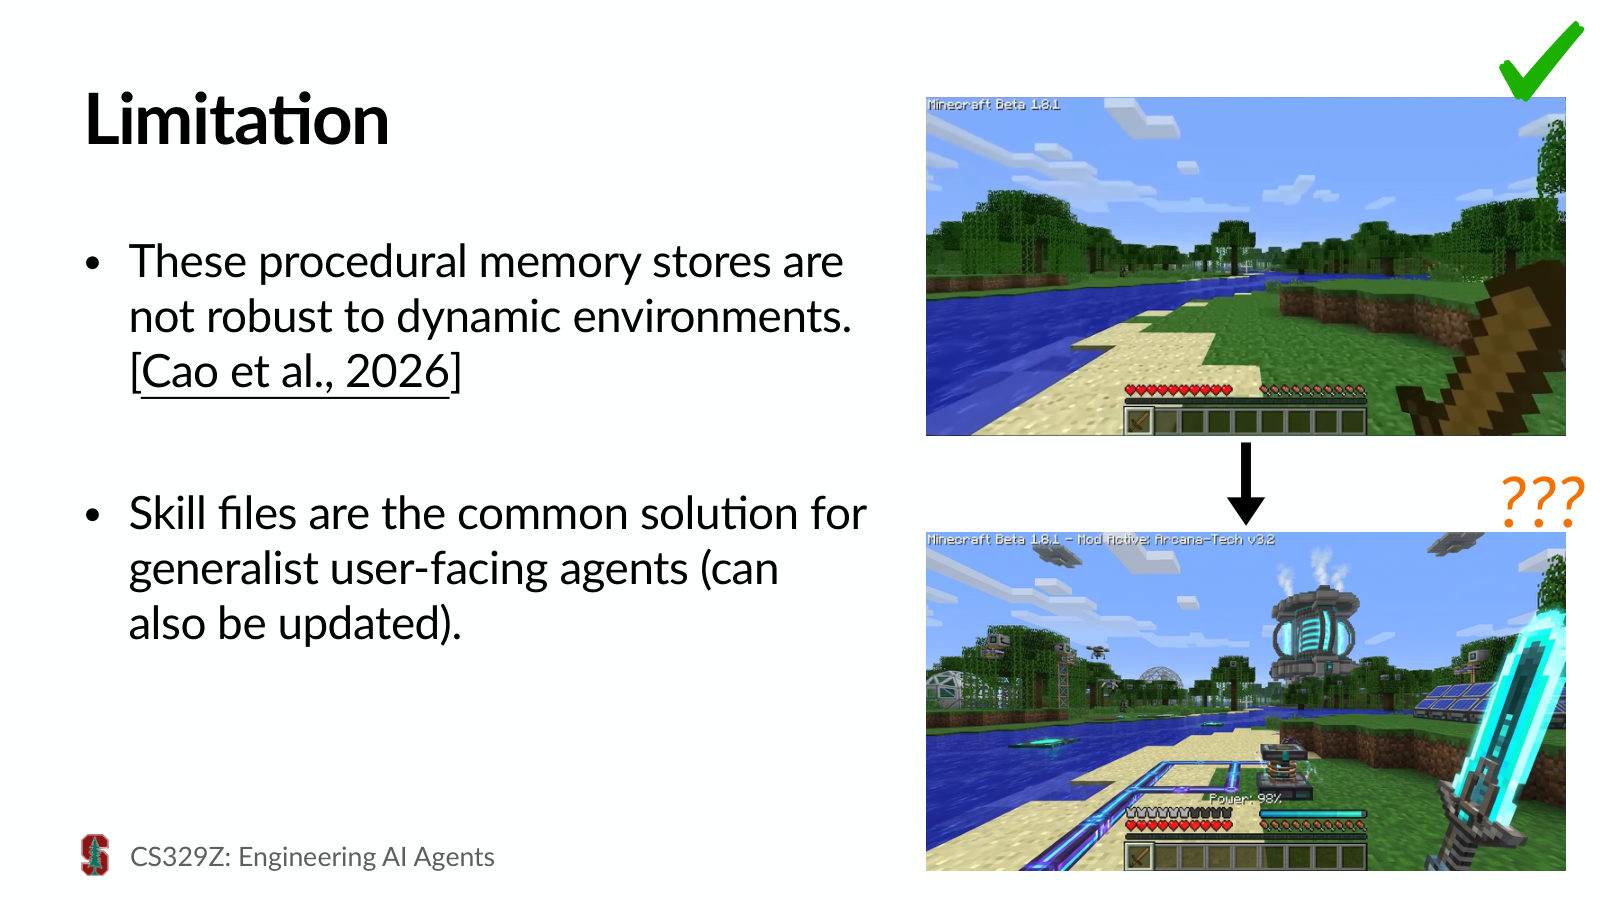 Limitation
• These procedural memory stores are
not robust to dynamic environments.
[Cao et al., 2026]
• Skill files are the common solution for
generalist user-facing agents (can
also be updated).
CS329Z: Engineering AI Agents
Minecraft Beta 1.8.1
???
Minecraft Beta 1.8.1 - Mod Active: Arcana-Tech v3.2
Power: 98%